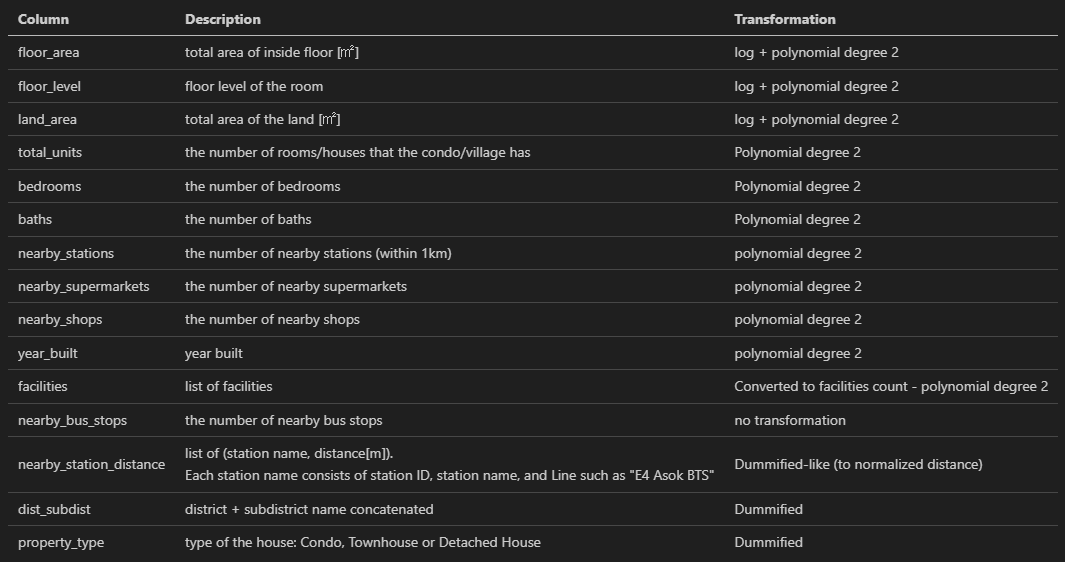 Column Description Transformation
floor_area total area of inside floor [㎡] log + polynomial degree 2
floor_level floor level of the room log + polynomial degree 2
land_area total area of the land [㎡] log + polynomial degree 2
total_units the number of rooms/houses that the condo/village has Polynomial degree 2
bedrooms the number of bedrooms Polynomial degree 2
baths the number of baths Polynomial degree 2
nearby_stations the number of nearby stations (within 1km) polynomial degree 2
nearby_supermarkets the number of nearby supermarkets polynomial degree 2
nearby_shops the number of nearby shops polynomial degree 2
year_built year built polynomial degree 2
facilities list of facilities Converted to facilities count - polynomial degree 2
nearby_bus_stops the number of nearby bus stops no transformation
nearby_station_distance list of (station name, distance[m]). Dummified-like (to normalized distance)
Each station name consists of station ID, station name, and Line such as "E4 Asok BTS"
dist_subdist district + subdistrict name concatenated Dummified
property_type type of the house: Condo, Townhouse or Detached House Dummified